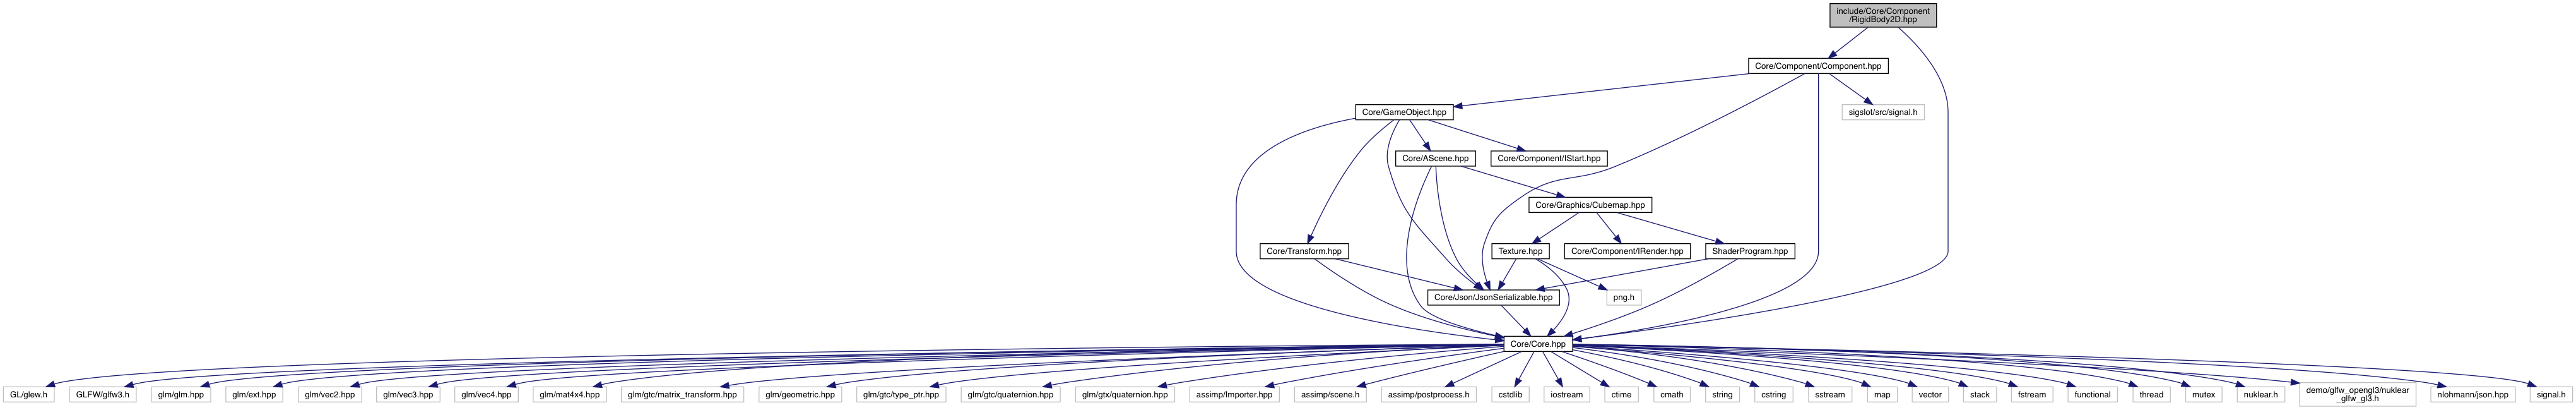 include/Core/Component
/RigidBody2D.hpp
Core/Component/Component.hpp
Core/GameObject.hpp
sigslot/src/signal.h
Core/AScene.hpp
Core/Component/IStart.hpp
Core/Graphics/Cubemap.hpp
Core/Transform.hpp
Texture.hpp
Core/Component/IRender.hpp
ShaderProgram.hpp
Core/Json/JsonSerializable.hpp
png.h
Core/Core.hpp
GL/glew.h
GLFW/glfw3.h
glm/glm.hpp
glm/ext.hpp
glm/vec2.hpp
glm/vec3.hpp
glm/vec4.hpp
glm/mat4x4.hpp
glm/gtc/matrix_transform.hpp
glm/geometric.hpp
glm/gtc/type_ptr.hpp
glm/gtc/quaternion.hpp
glm/gtx/quaternion.hpp
assimp/Importer.hpp
assimp/scene.h
assimp/postprocess.h
cstdlib
iostream
ctime
cmath
string
cstring
sstream
map
vector
stack
fstream
functional
thread
mutex
nuklear.h
demo/glfw_opengl3/nuklear
_glfw_gl3.h
nlohmann/json.hpp
signal.h